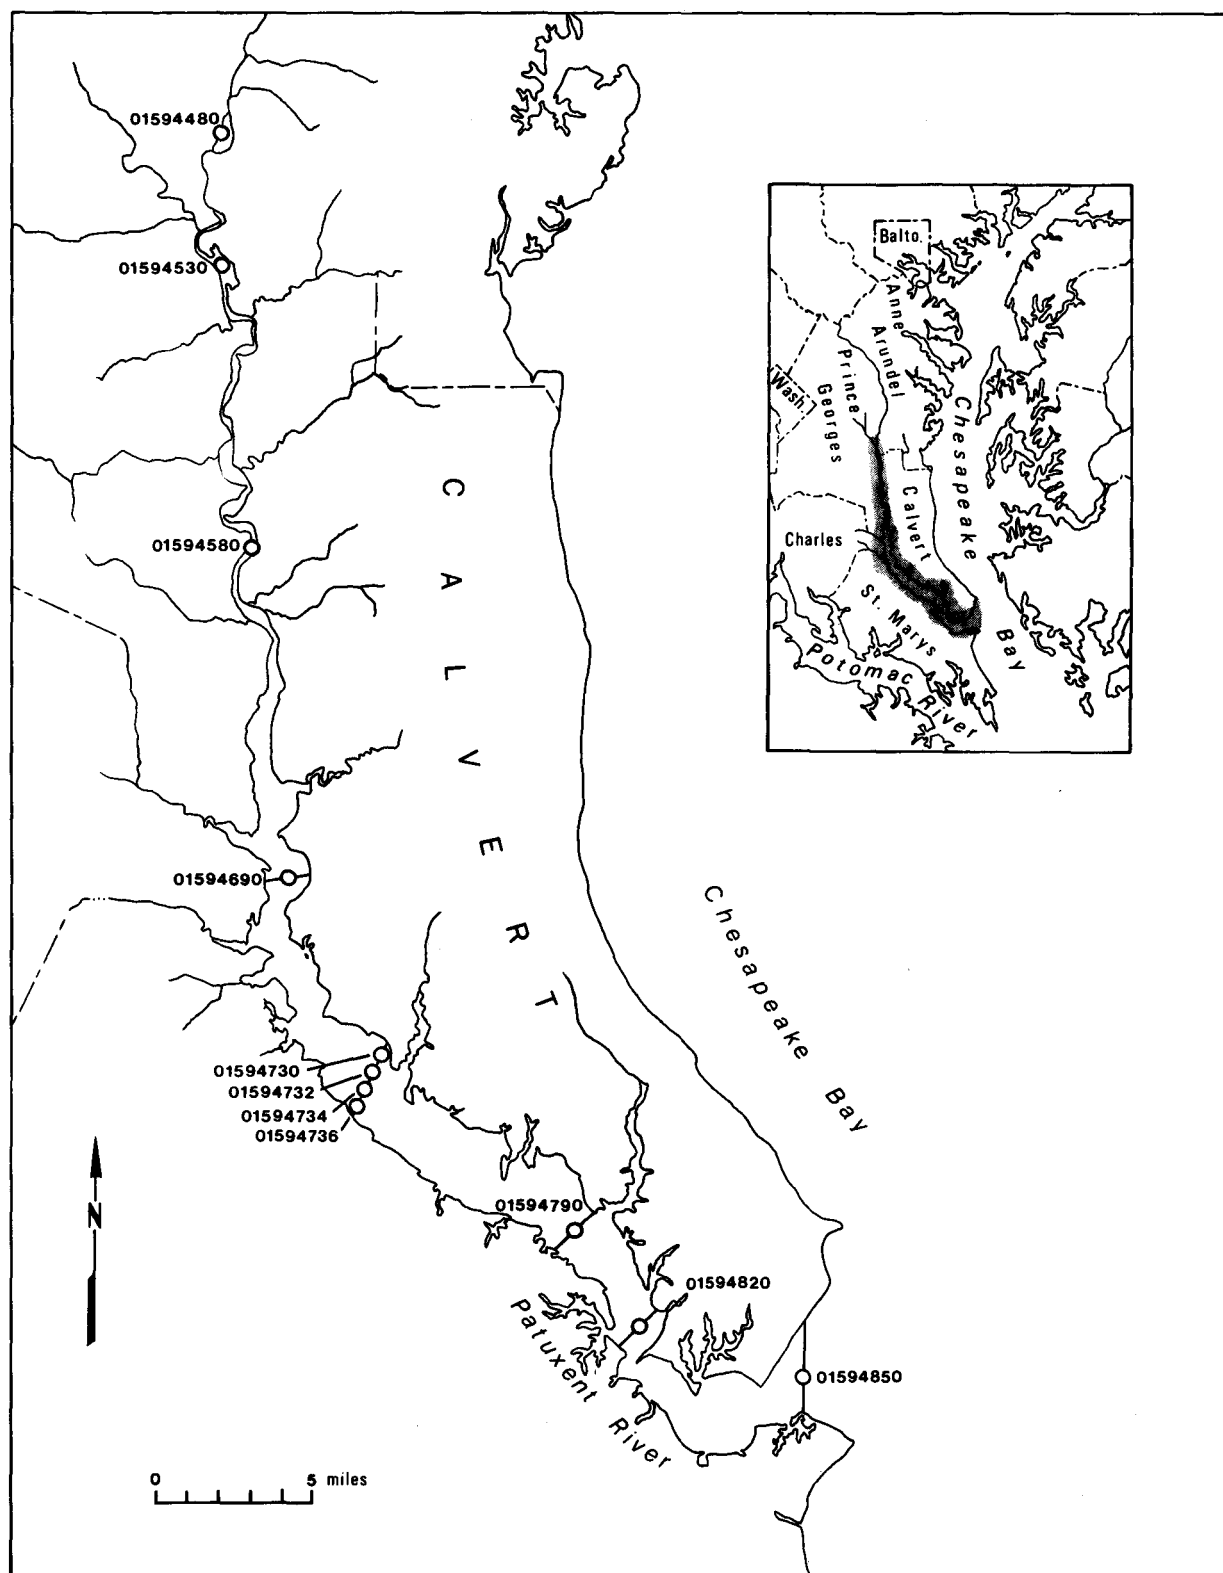 01594480
01594530
01594580
01594690
01594730
01594732
01594734
01594736
01594790
01594820
01594850
CALVERT
Chesapeake Bay
Patuxent River
N
0 5 miles
Balto.
Anne Arundel
Prince Georges
Wash.
Chesapeake Bay
Calvert
Charles
St. Marys
Potomac River